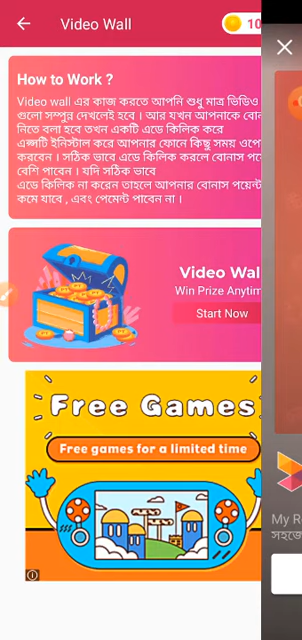 Video Wall
10
How to Work ?
Video wall এর কাজ করতে আপনি শুধু মাত্র ভিডিও
গুলো সম্পুন্ন দেখলেই হবে । আর যখন আপনাকে
নিতে বলা হবে তখন একটি এডে কিলিক করে
এপ্সটি ইনিস্টাল করে আপনার ফোনে কিছু সময়
করবেন । সঠিক ভাবে এডে কিলিক করলে বোনাস
বেশি পাবেন । যদি সঠিক ভাবে
এডে কিলিক না করেন তাহলে আপনার বোনাস
কমে যাবে , এবং পেমেন্ট পাবেন না ।
Video Wal
Win Prize Anytim
Start Now
Free Games
Free games for a limited time
My R
সহজে